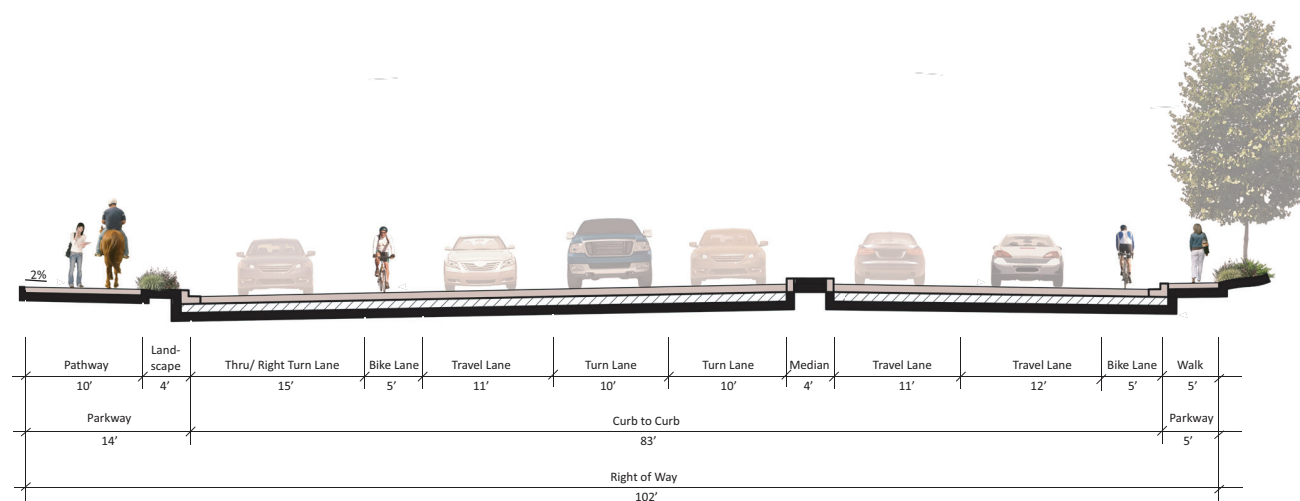 2%
Pathway
Land-
scape
Thru/ Right Turn Lane
Bike Lane
Travel Lane
Turn Lane
Turn Lane
Median
Travel Lane
Travel Lane
Bike Lane
Walk
10’
4’
15’
5’
11’
10’
10’
4’
11’
12’
5’
5’
Parkway
Curb to Curb
Parkway
14’
83’
5’
Right of Way
102’